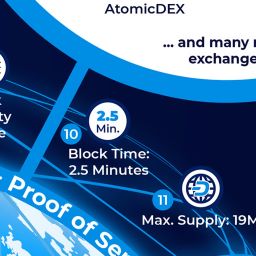 AtomicDEX
... and many
exchange
2.5
Min.
10
Block Time:
2.5 Minutes
11
Max. Supply: 19M
Proof of Se